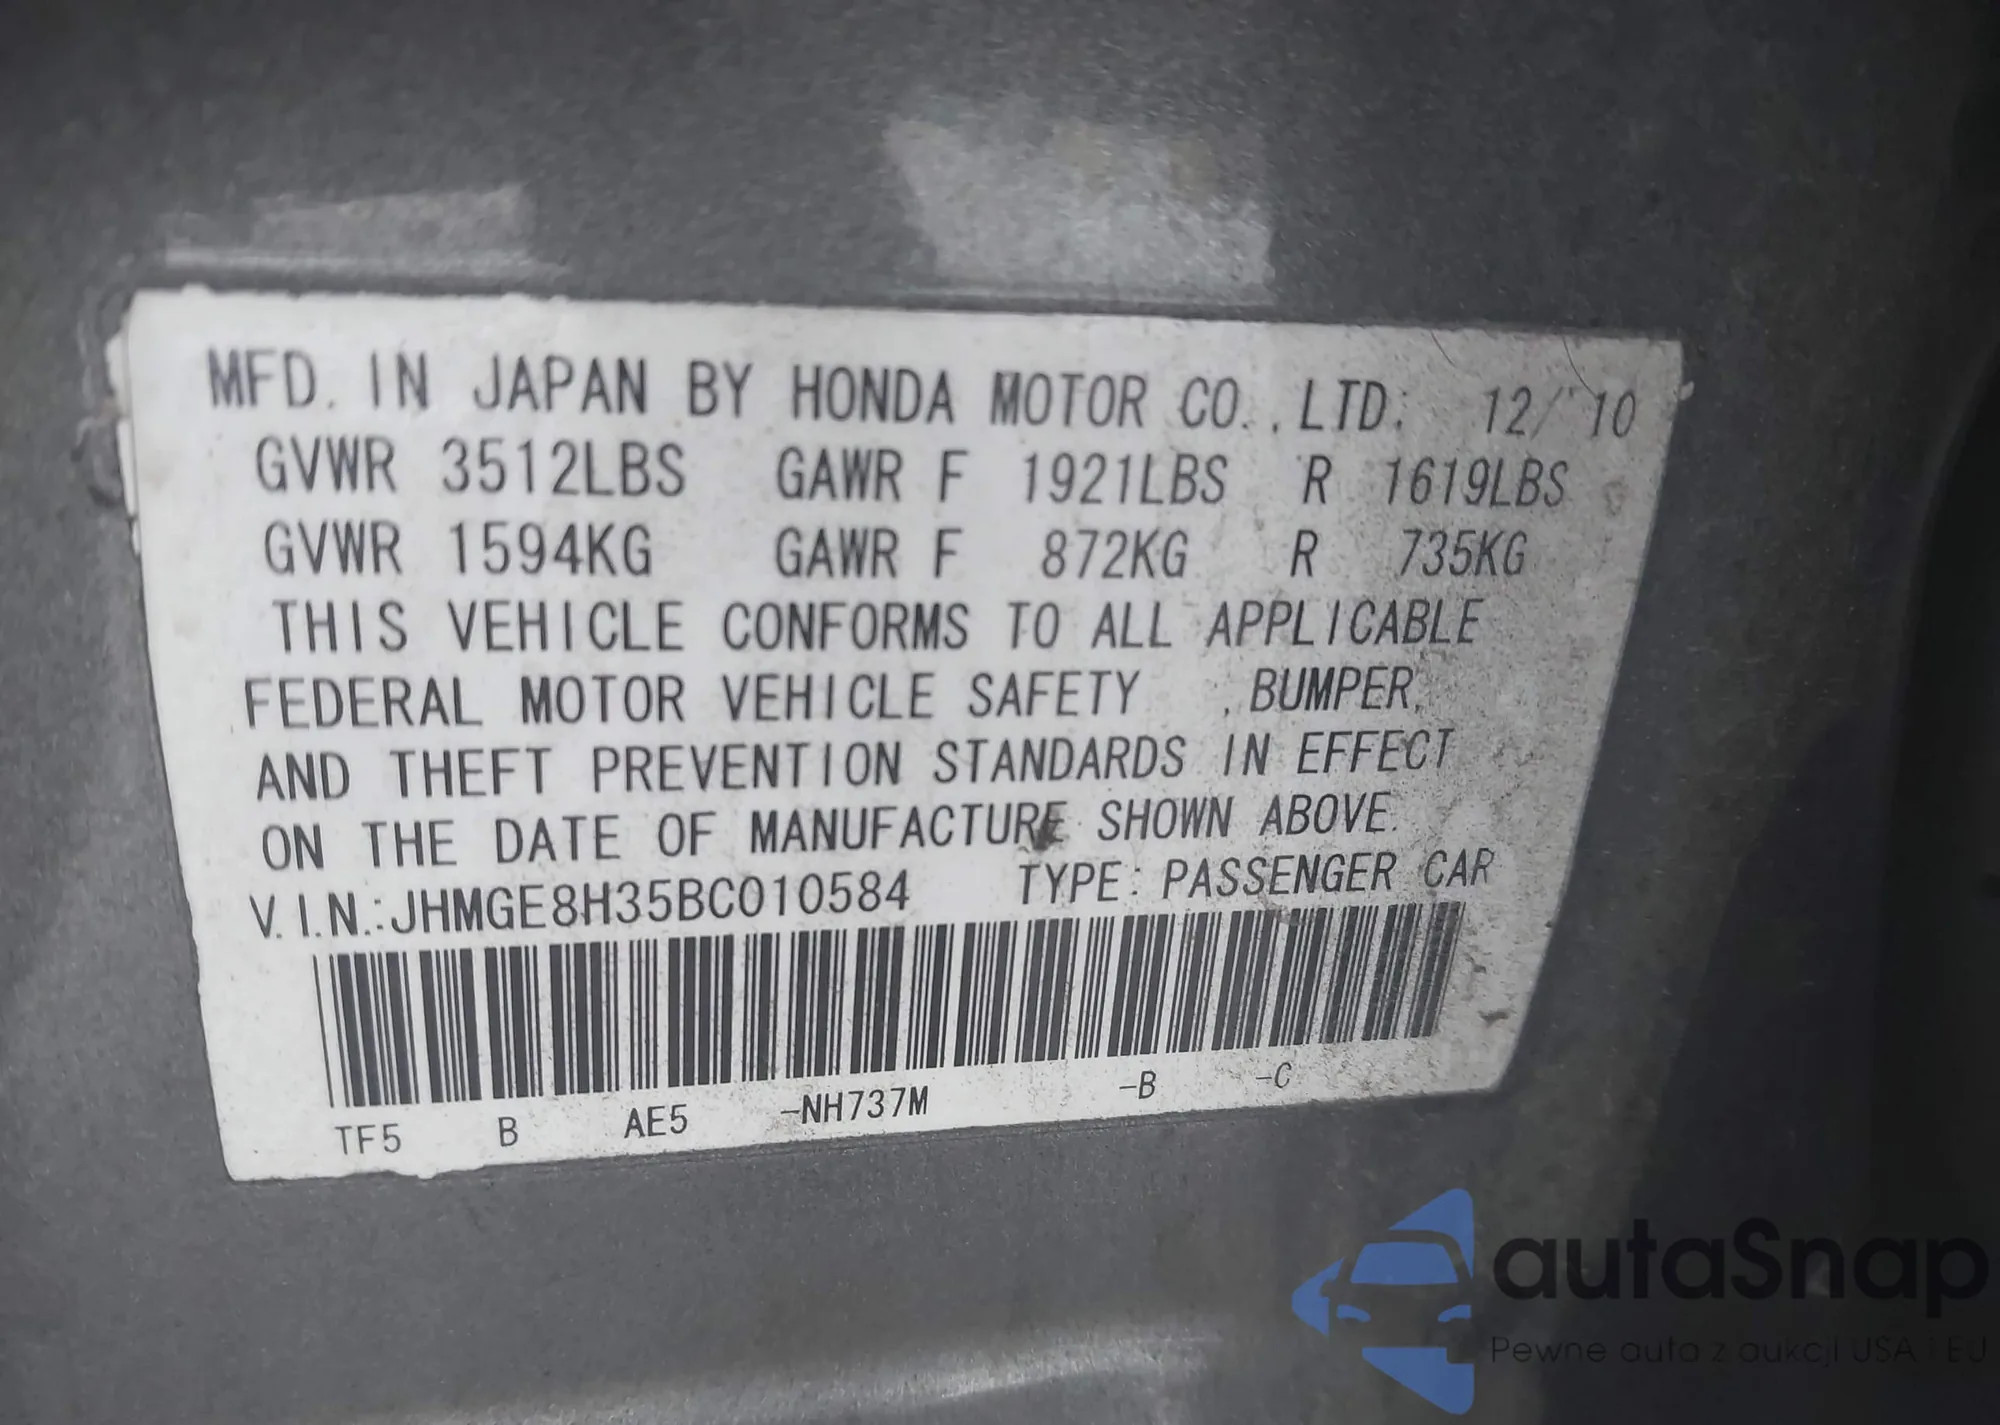 MFD. IN JAPAN BY HONDA MOTOR CO., LTD. 12/'10
GVWR 3512LBS GAWR F 1921LBS R 1619LBS
GVWR 1594KG GAWR F 872KG R 735KG
THIS VEHICLE CONFORMS TO ALL APPLICABLE
FEDERAL MOTOR VEHICLE SAFETY , BUMPER,
AND THEFT PREVENTION STANDARDS IN EFFECT
ON THE DATE OF MANUFACTURE SHOWN ABOVE.
V.I.N.:JHMGE8H35BC010584 TYPE: PASSENGER CAR
TF5 B AE5 -NH737M -B -C
autaSnap
Pewne auta z aukcji USA i EU